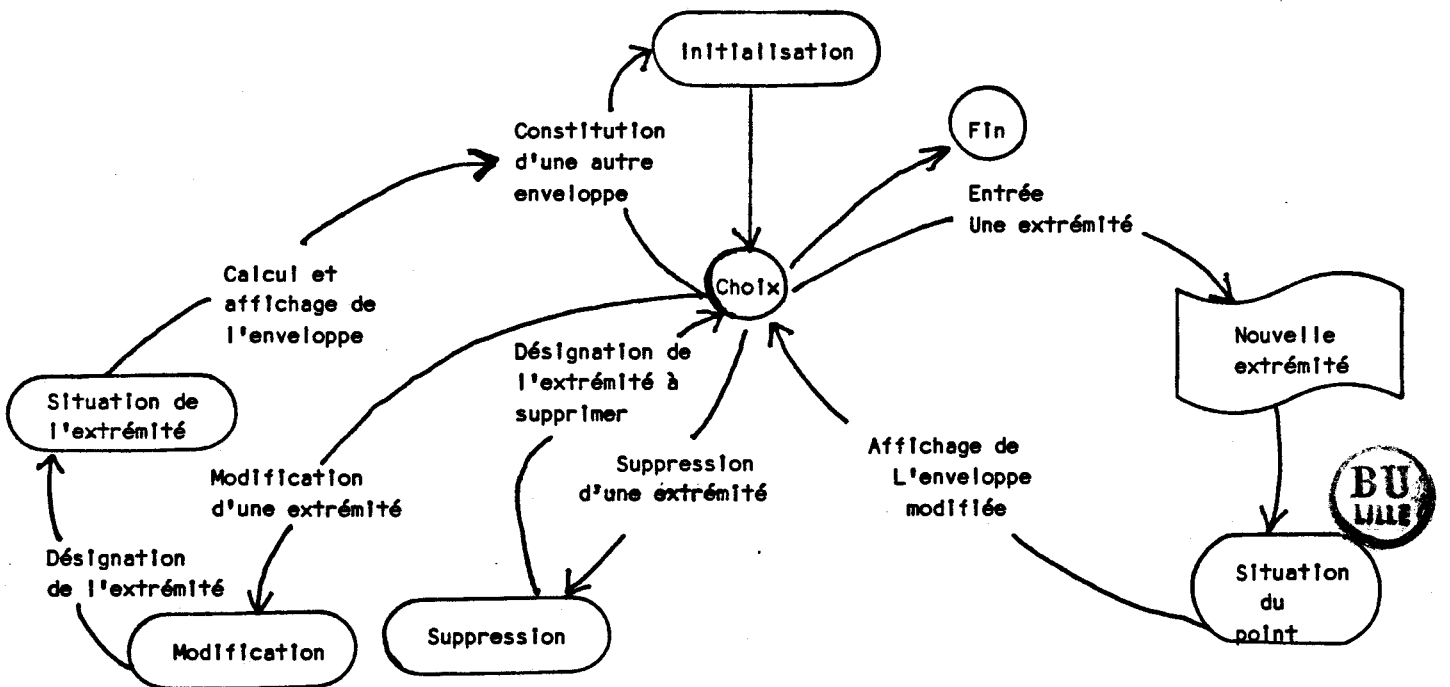 Initialisation
Constitution
d'une autre
enveloppe
Fin
Entrée
Une extrémité
Calcul et
affichage de
l'enveloppe
Choix
Nouvelle
extrémité
Désignation de
l'extrémité à
supprimer
Situation de
l'extrémité
Modification
d'une extrémité
Suppression
d'une extrémité
Affichage de
L'enveloppe
modifiée
BU
LILLE
Désignation
de l'extrémité
Situation
du
point
Modification
Suppression